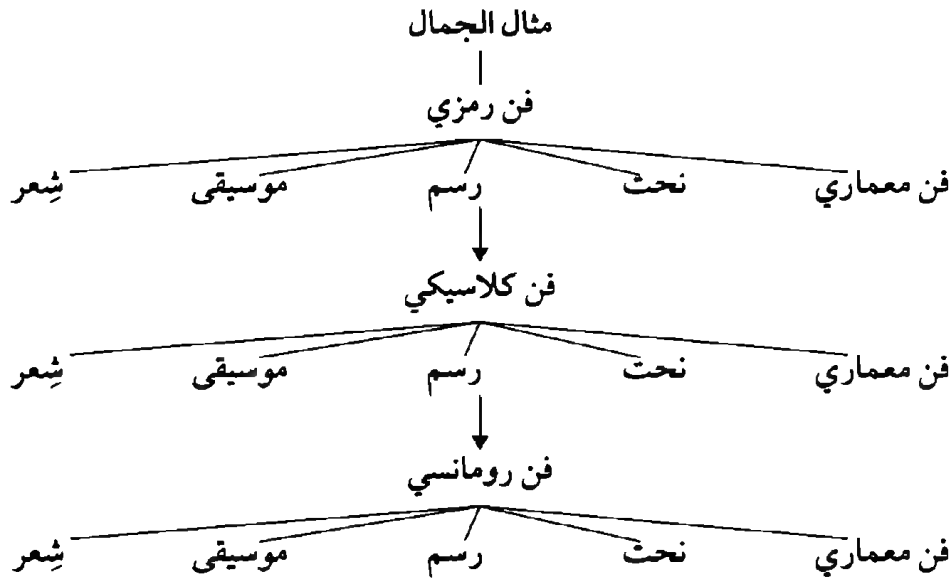 مثال الجمال
فن رمزي
فن معماري نحت رسم موسيقى شِعر
فن كلاسيكي
فن معماري نحت رسم موسيقى شِعر
فن رومانسي
فن معماري نحت رسم موسيقى شِعر